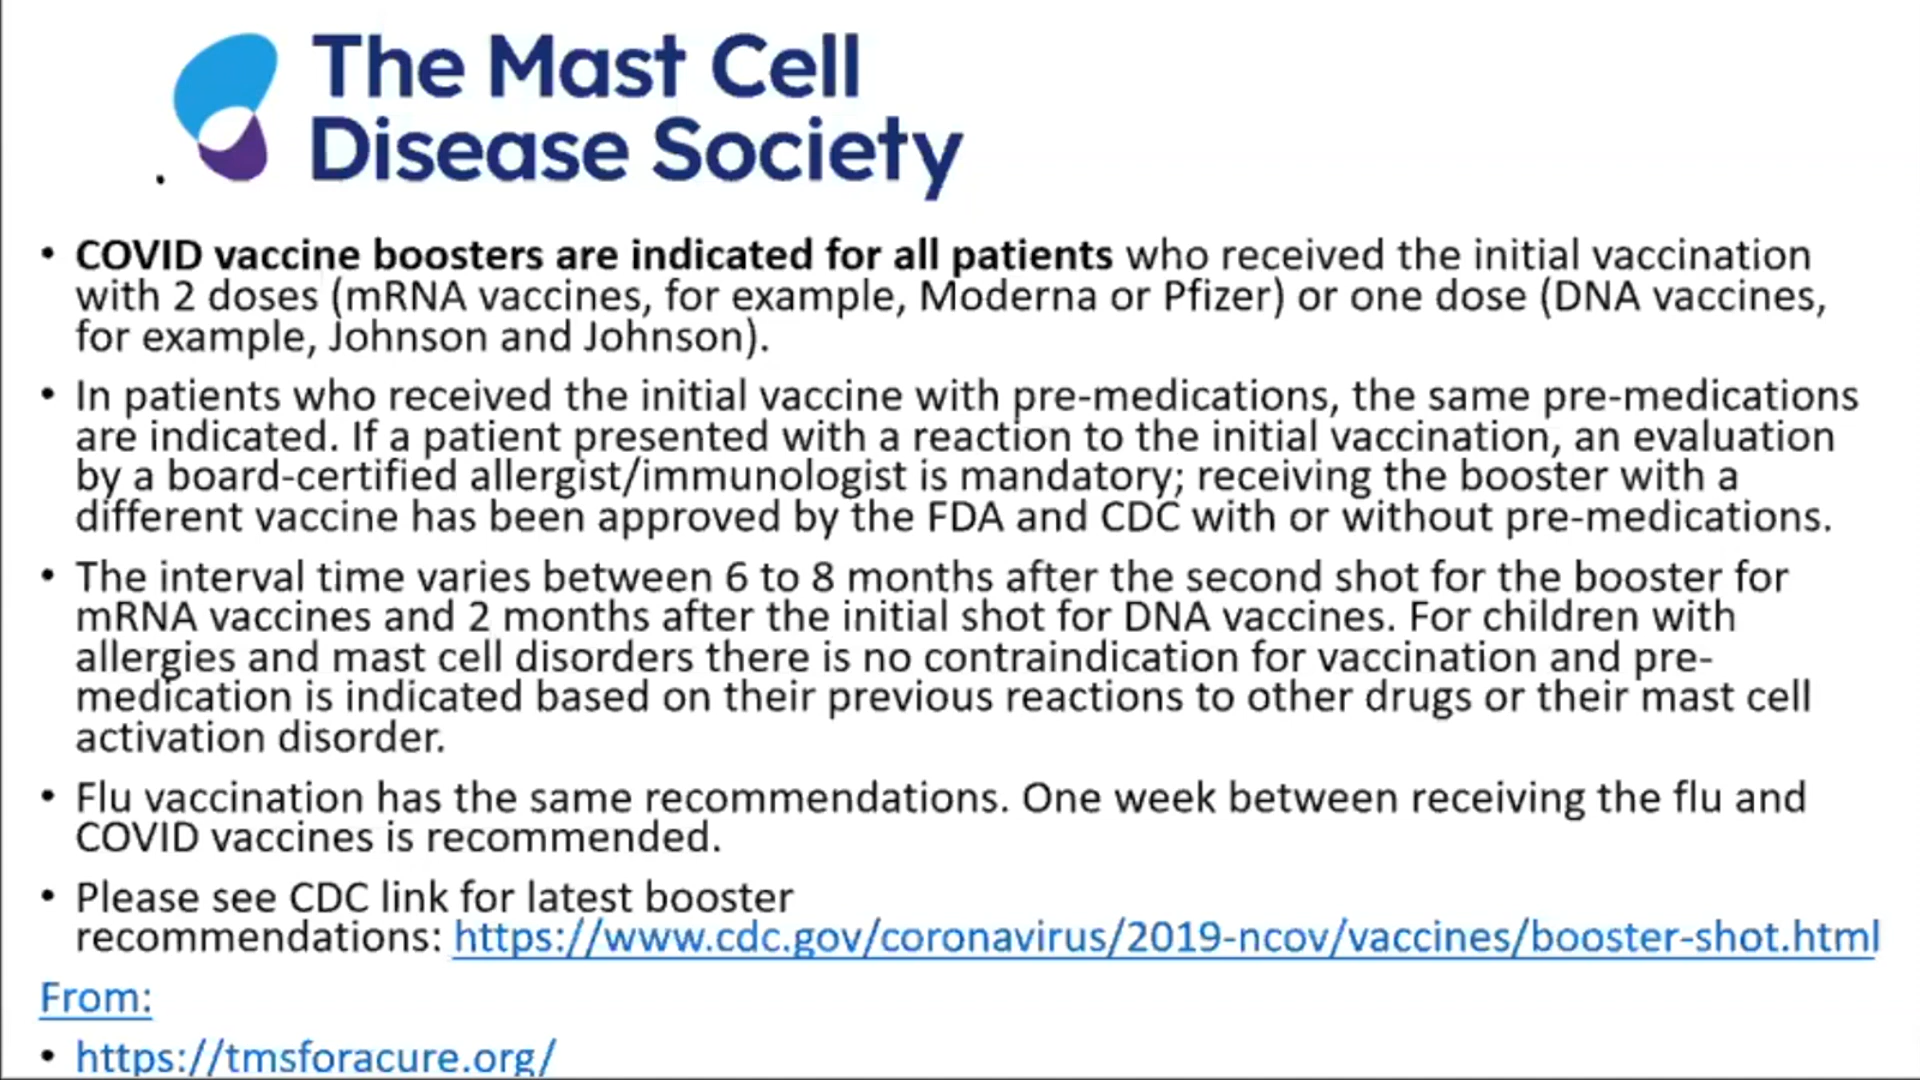 The Mast Cell
Disease Society
• COVID vaccine boosters are indicated for all patients who received the initial vaccination
with 2 doses (mRNA vaccines, for example, Moderna or Pfizer) or one dose (DNA vaccines,
for example, Johnson and Johnson).
• In patients who received the initial vaccine with pre-medications, the same pre-medications
are indicated. If a patient presented with a reaction to the initial vaccination, an evaluation
by a board-certified allergist/immunologist is mandatory; receiving the booster with a
different vaccine has been approved by the FDA and CDC with or without pre-medications.
• The interval time varies between 6 to 8 months after the second shot for the booster for
mRNA vaccines and 2 months after the initial shot for DNA vaccines. For children with
allergies and mast cell disorders there is no contraindication for vaccination and pre-
medication is indicated based on their previous reactions to other drugs or their mast cell
activation disorder.
• Flu vaccination has the same recommendations. One week between receiving the flu and
COVID vaccines is recommended.
• Please see CDC link for latest booster
recommendations: https://www.cdc.gov/coronavirus/2019-ncov/vaccines/booster-shot.html
From:
• https://tmsforacure.org/